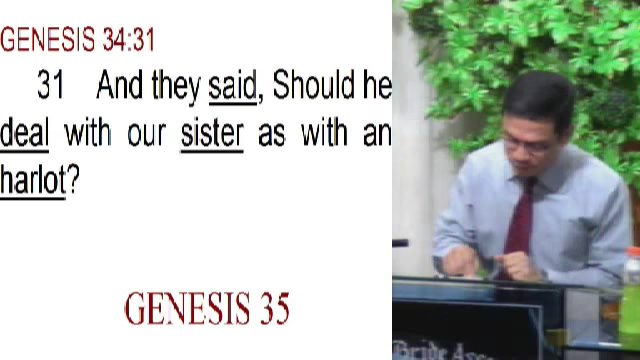 GENESIS 34:31
31 And they said, Should he
deal with our sister as with an
harlot?
GENESIS 35
Bride